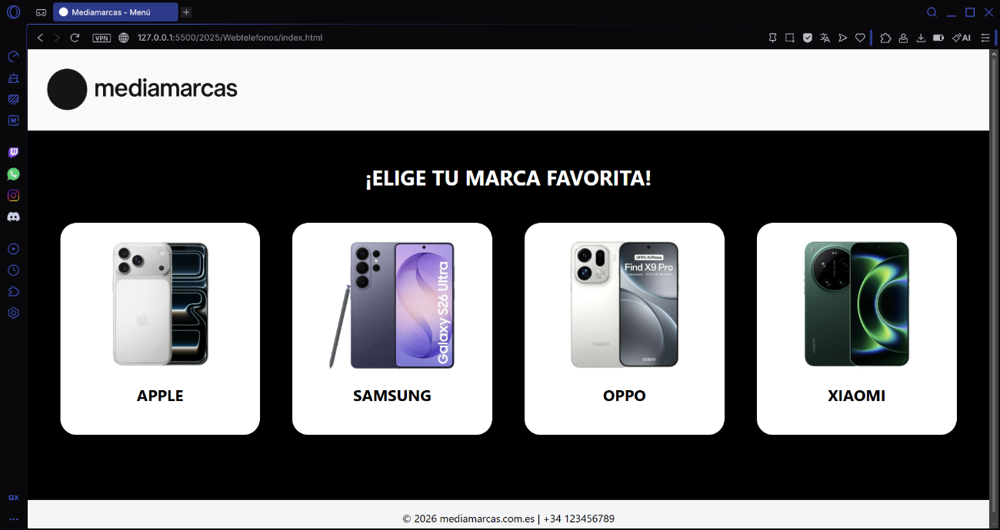 Mediamarcas - Menú
VPN
127.0.0.1:5500/2025/Webtelefonos/index.html
AI
M
mediamarcas
¡ELIGE TU MARCA FAVORITA!
Galaxy S26 Ultra
OPPO AI Phone
Find X9 Pro
oppo
oppo
APPLE
SAMSUNG
OPPO
XIAOMI
GX
© 2026 mediamarcas.com.es | +34 123456789